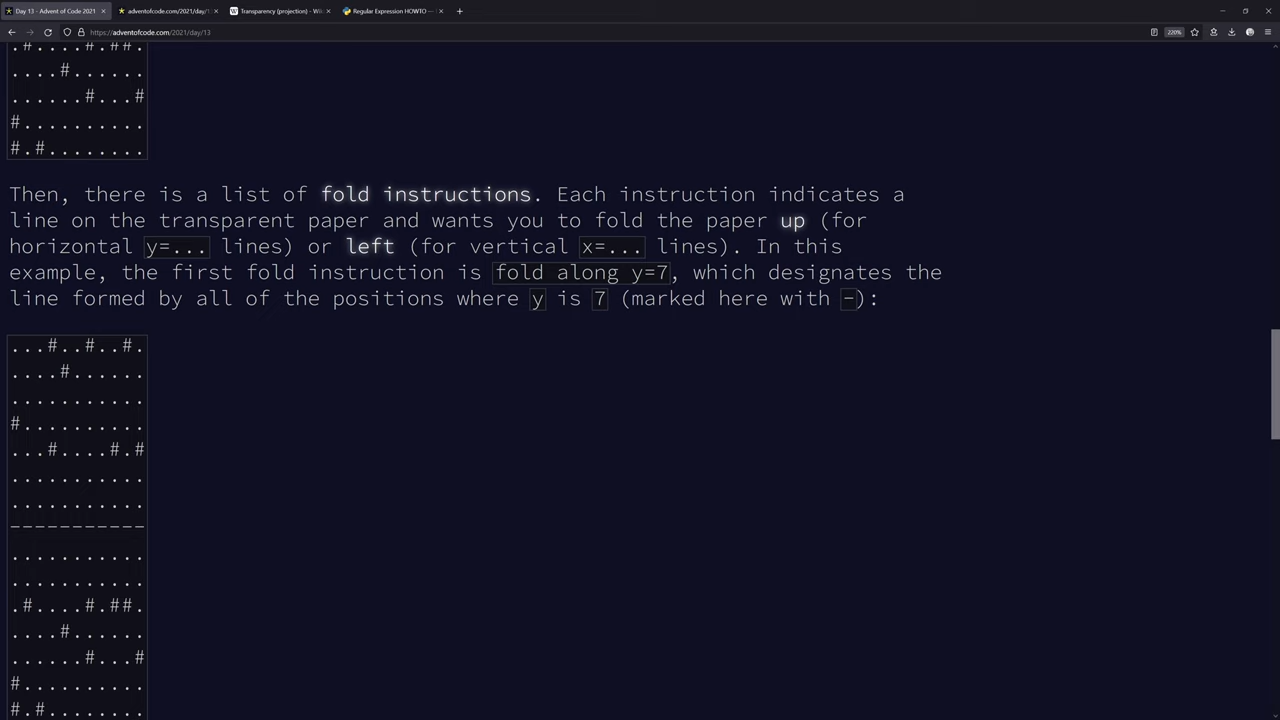 Day 13 - Advent of Code 2021
adventofcode.com/2021/day/1
Transparency (projection) - Wi
Regular Expression HOWTO —
https://adventofcode.com/2021/day/13
220%
.#....#.##.
....#......
......#...#
#..........
#.#........
Then, there is a list of fold instructions. Each instruction indicates a
line on the transparent paper and wants you to fold the paper up (for
horizontal y=... lines) or left (for vertical x=... lines). In this
example, the first fold instruction is fold along y=7, which designates the
line formed by all of the positions where y is 7 (marked here with -):
...#..#..#.
....#......
...........
#..........
...#....#.#
...........
...........
-----------
...........
...........
.#....#.##.
....#......
......#...#
#..........
#.#........